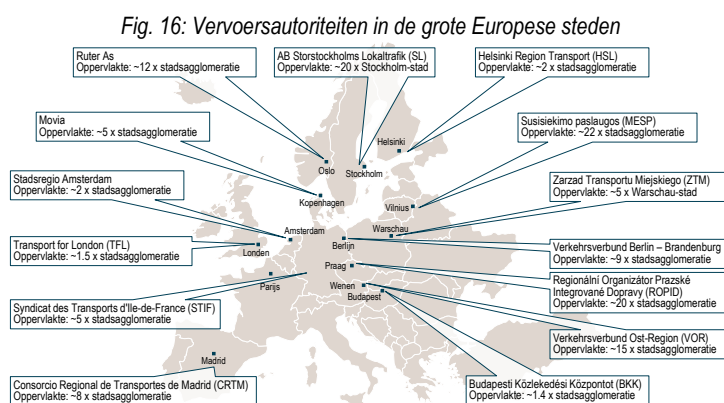 Fig. 16: Vervoersautoriteiten in de grote Europese steden
Ruter As
Oppervlakte: ~12 x stadsagglomeratie
AB Storstockholms Lokaltrafik (SL)
Oppervlakte: ~20 x Stockholm-stad
Helsinki Region Transport (HSL)
Oppervlakte: ~2 x stadsagglomeratie
Movia
Oppervlakte: ~5 x stadsagglomeratie
Susisiekimo paslaugos (MESP)
Oppervlakte: ~22 x stadsagglomeratie
Helsinki
Oslo
Stockholm
Stadsregio Amsterdam
Oppervlakte: ~2 x stadsagglomeratie
Zarzad Transportu Miejskiego (ZTM)
Oppervlakte: ~5 x Warschau-stad
Kopenhagen
Vilnius
Amsterdam
Warschau
Transport for London (TFL)
Oppervlakte: ~1.5 x stadsagglomeratie
Londen
Berlijn
Verkehrsverbund Berlin – Brandenburg
Oppervlakte: ~9 x stadsagglomeratie
Praag
Regionální Organizátor Prazské
Integrované Dopravy (ROPID)
Oppervlakte: ~20 x stadsagglomeratie
Parijs
Wenen
Budapest
Syndicat des Transports d'Ile-de-France (STIF)
Oppervlakte: ~5 x stadsagglomeratie
Verkehrsverbund Ost-Region (VOR)
Oppervlakte: ~15 x stadsagglomeratie
Madrid
Consorcio Regional de Transportes de Madrid (CRTM)
Oppervlakte: ~8 x stadsagglomeratie
Budapesti Közlekedési Központot (BKK)
Oppervlakte: ~1.4 x stadsagglomeratie